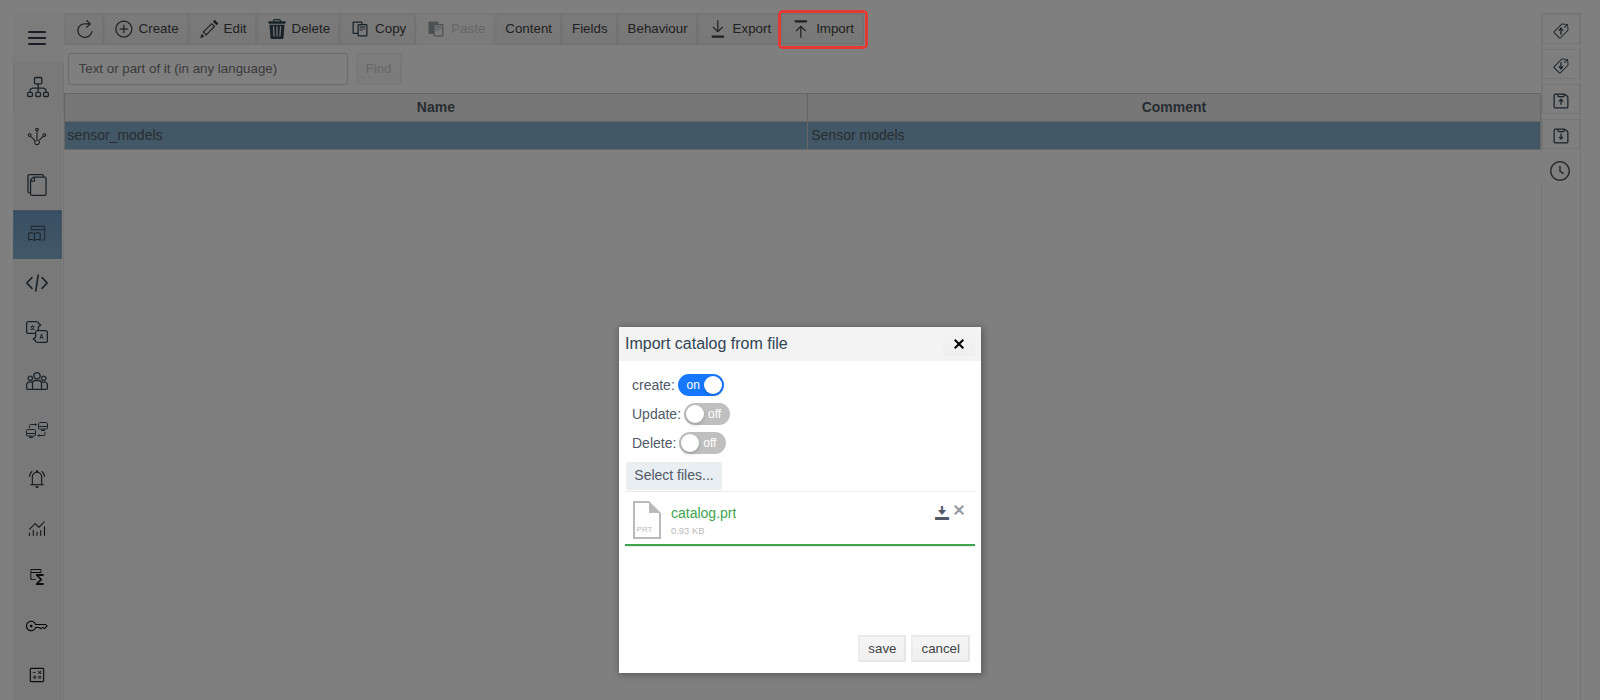 Create Edit Delete Copy Paste Content Fields Behaviour Export Import
Text or part of it (in any language) Find
Name Comment
sensor_models Sensor models
Import catalog from file
create: on
Update: off
Delete: off
Select files...
catalog.prt
PRT 0.93 KB
save cancel